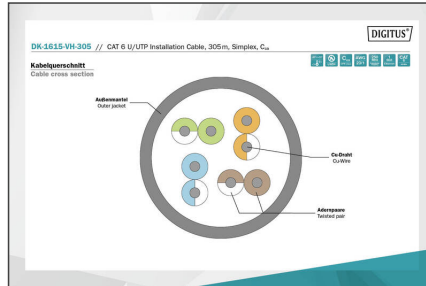 DIGITUS®
DK-1615-VH-305 // CAT 6 U/UTP Installation Cable, 305 m, Simplex, Cca
Kabelquerschnitt
Cable cross section
Außenmantel
Outer jacket
Cu-Draht
Cu-Wire
Adernpaare
Twisted pair